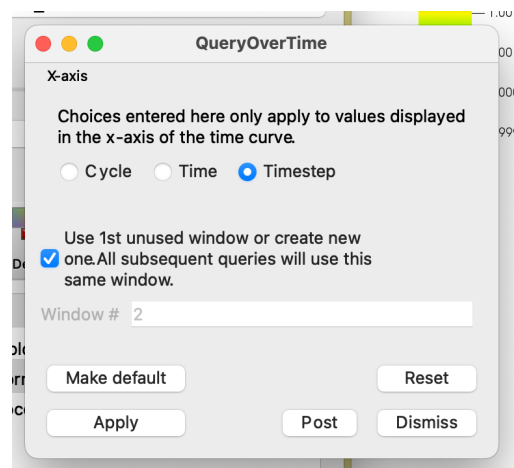 1.00
QueryOverTime
X-axis
Choices entered here only apply to values displayed
in the x-axis of the time curve.
Cycle Time Timestep
Use 1st unused window or create new
one.All subsequent queries will use this
same window.
Window # 2
Make default Reset
Apply Post Dismiss